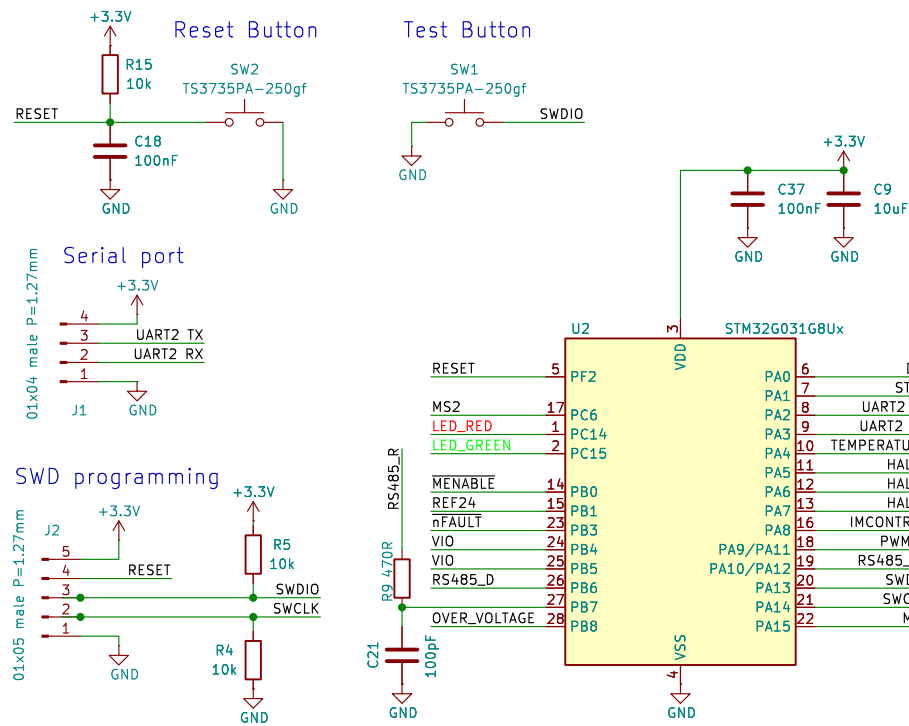 +3.3V
Reset Button
Test Button
R15
10k
SW2
TS3735PA-250gf
SW1
TS3735PA-250gf
RESET
SWDIO
C18
100nF
GND
GND
GND
+3.3V
C37
100nF
C9
10uF
GND
GND
Serial port
01x04 male P=1.27mm
+3.3V
4
3
UART2 TX
2
UART2 RX
1
J1
GND
U2
STM32G031G8Ux
3
VDD
RESET
5
PF2
MS2
17
PC6
LED_RED
1
PC14
LED_GREEN
2
PC15
MENABLE
14
PB0
REF24
15
PB1
nFAULT
23
PB3
VIO
24
PB4
VIO
25
PB5
RS485_D
26
PB6
27
PB7
OVER_VOLTAGE
28
PB8
PA0
6
D
PA1
7
ST
PA2
8
UART2
PA3
9
UART2
PA4
10
TEMPERATU
PA5
11
HAL
PA6
12
HAL
PA7
13
HAL
PA8
16
IMCONTR
PA9/PA11
18
PWM
PA10/PA12
19
RS485_
PA13
20
SWD
PA14
21
SWC
PA15
22
M
VSS
4
GND
RS485_R
R9 470R
C21
100pF
GND
SWD programming
01x05 male P=1.27mm
J2
+3.3V
+3.3V
5
4
RESET
3
SWDIO
2
SWCLK
1
R5
10k
R4
10k
GND
GND